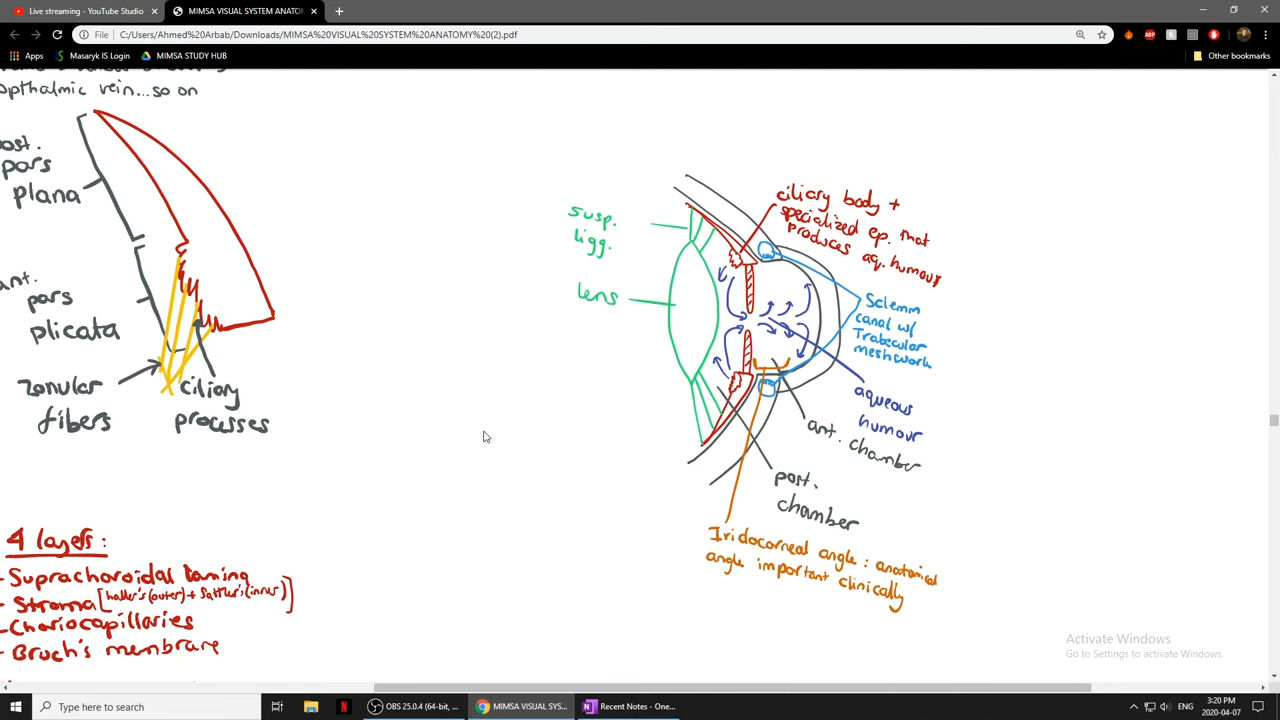 Live streaming - YouTube Studio
MIMSA VISUAL SYSTEM ANATOM
File
C:/Users/Ahmed%20Arbab/Downloads/MIMSA%20VISUAL%20SYSTEM%20ANATOMY%20(2).pdf
Apps
Masaryk IS Login
MIMSA STUDY HUB
Other bookmarks
opthalmic vein...so on
post.
pars
plana
ant.
pars
plicata
zonular
fibers
ciliary
processes
4 layers:
- Suprachoroidal laming
- Stroma [haller's (outer) + Sattler's (inner)]
- Choriocapillaries
- Bruch's membrane
susp.
ligg.
lens
ciliary body +
specialized ep. that
produces aq. humous
Sclemm
canal w/
Trabecular
meshwork
aqueous
humour
ant. chamber
post.
chamber
Iridocorneal angle : anatomical
angle important clinically
Activate Windows
Go to Settings to activate Windows.
Type here to search
OBS 25.0.4 (64-bit, ...
MIMSA VISUAL SYS...
Recent Notes - One...
ENG
3:20 PM
2020-04-07